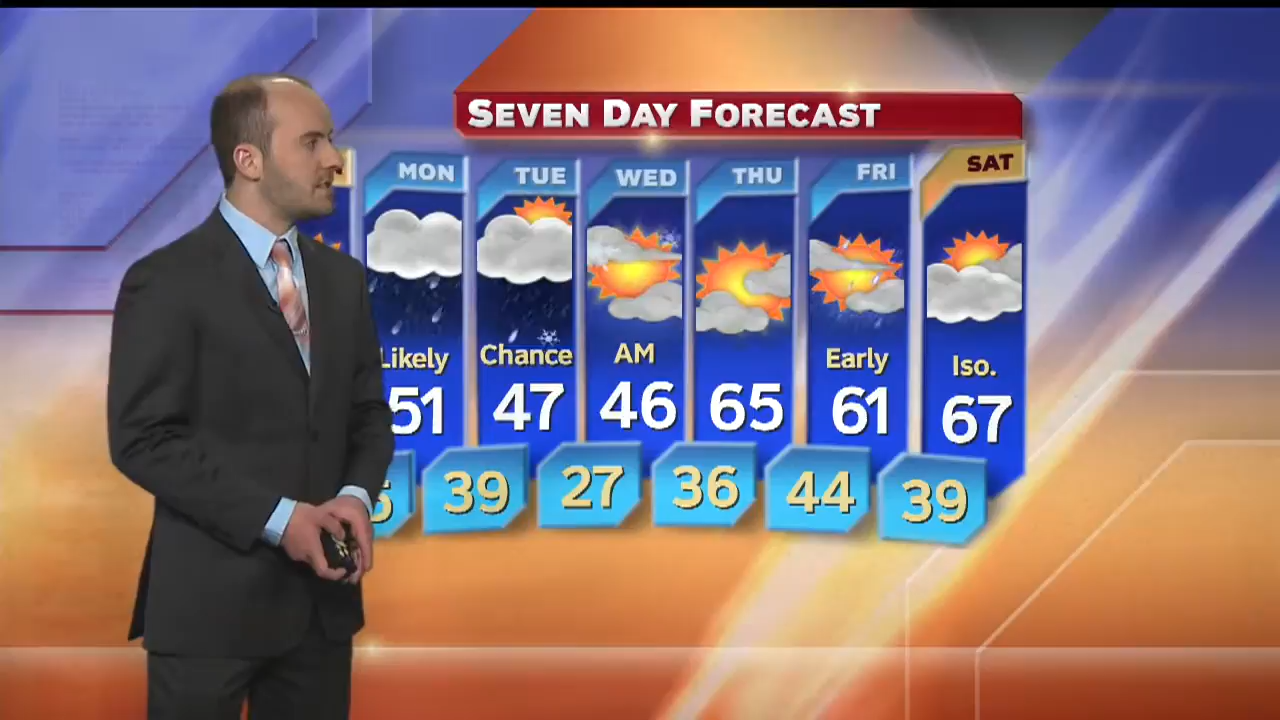 SEVEN DAY FORECAST
MON TUE WED THU FRI SAT
Likely Chance AM Early Iso.
51 47 46 65 61 67
39 27 36 44 39